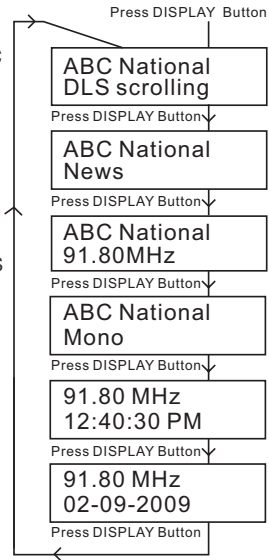 Press DISPLAY Button
ABC National
DLS scrolling
Press DISPLAY Button
ABC National
News
Press DISPLAY Button
ABC National
91.80MHz
Press DISPLAY Button
ABC National
Mono
Press DISPLAY Button
91.80 MHz
12:40:30 PM
Press DISPLAY Button
91.80 MHz
02-09-2009
Press DISPLAY Button